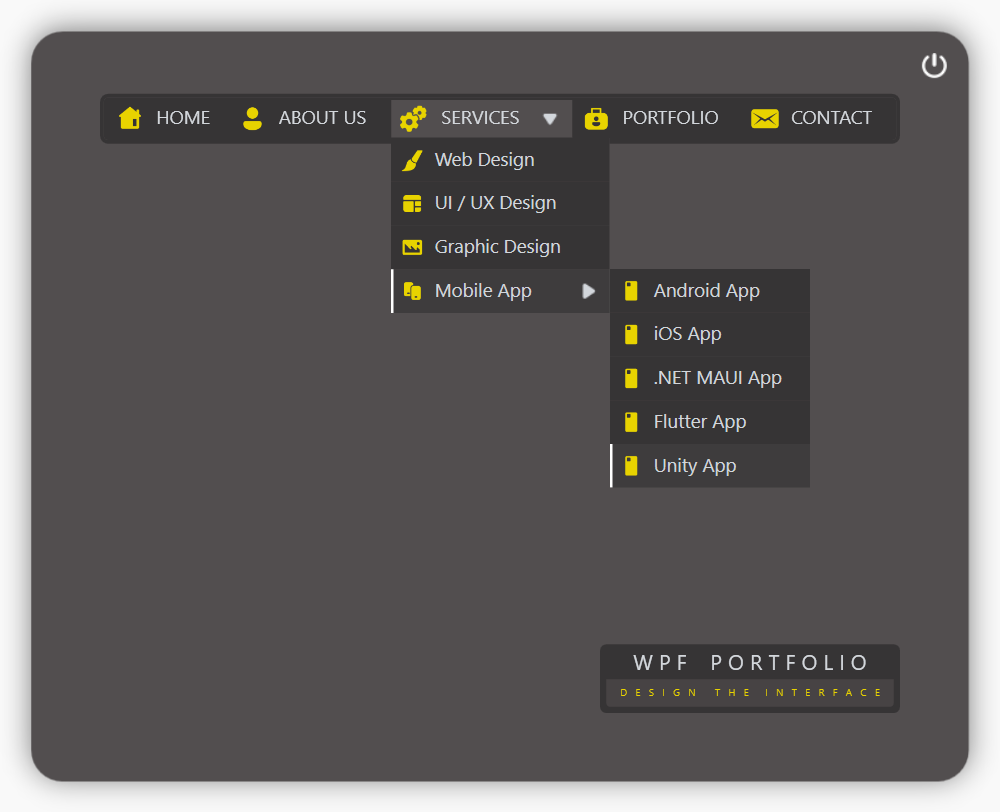 HOME ABOUT US SERVICES PORTFOLIO CONTACT
Web Design
UI / UX Design
Graphic Design
Mobile App
Android App
iOS App
.NET MAUI App
Flutter App
Unity App
WPF PORTFOLIO
DESIGN THE INTERFACE